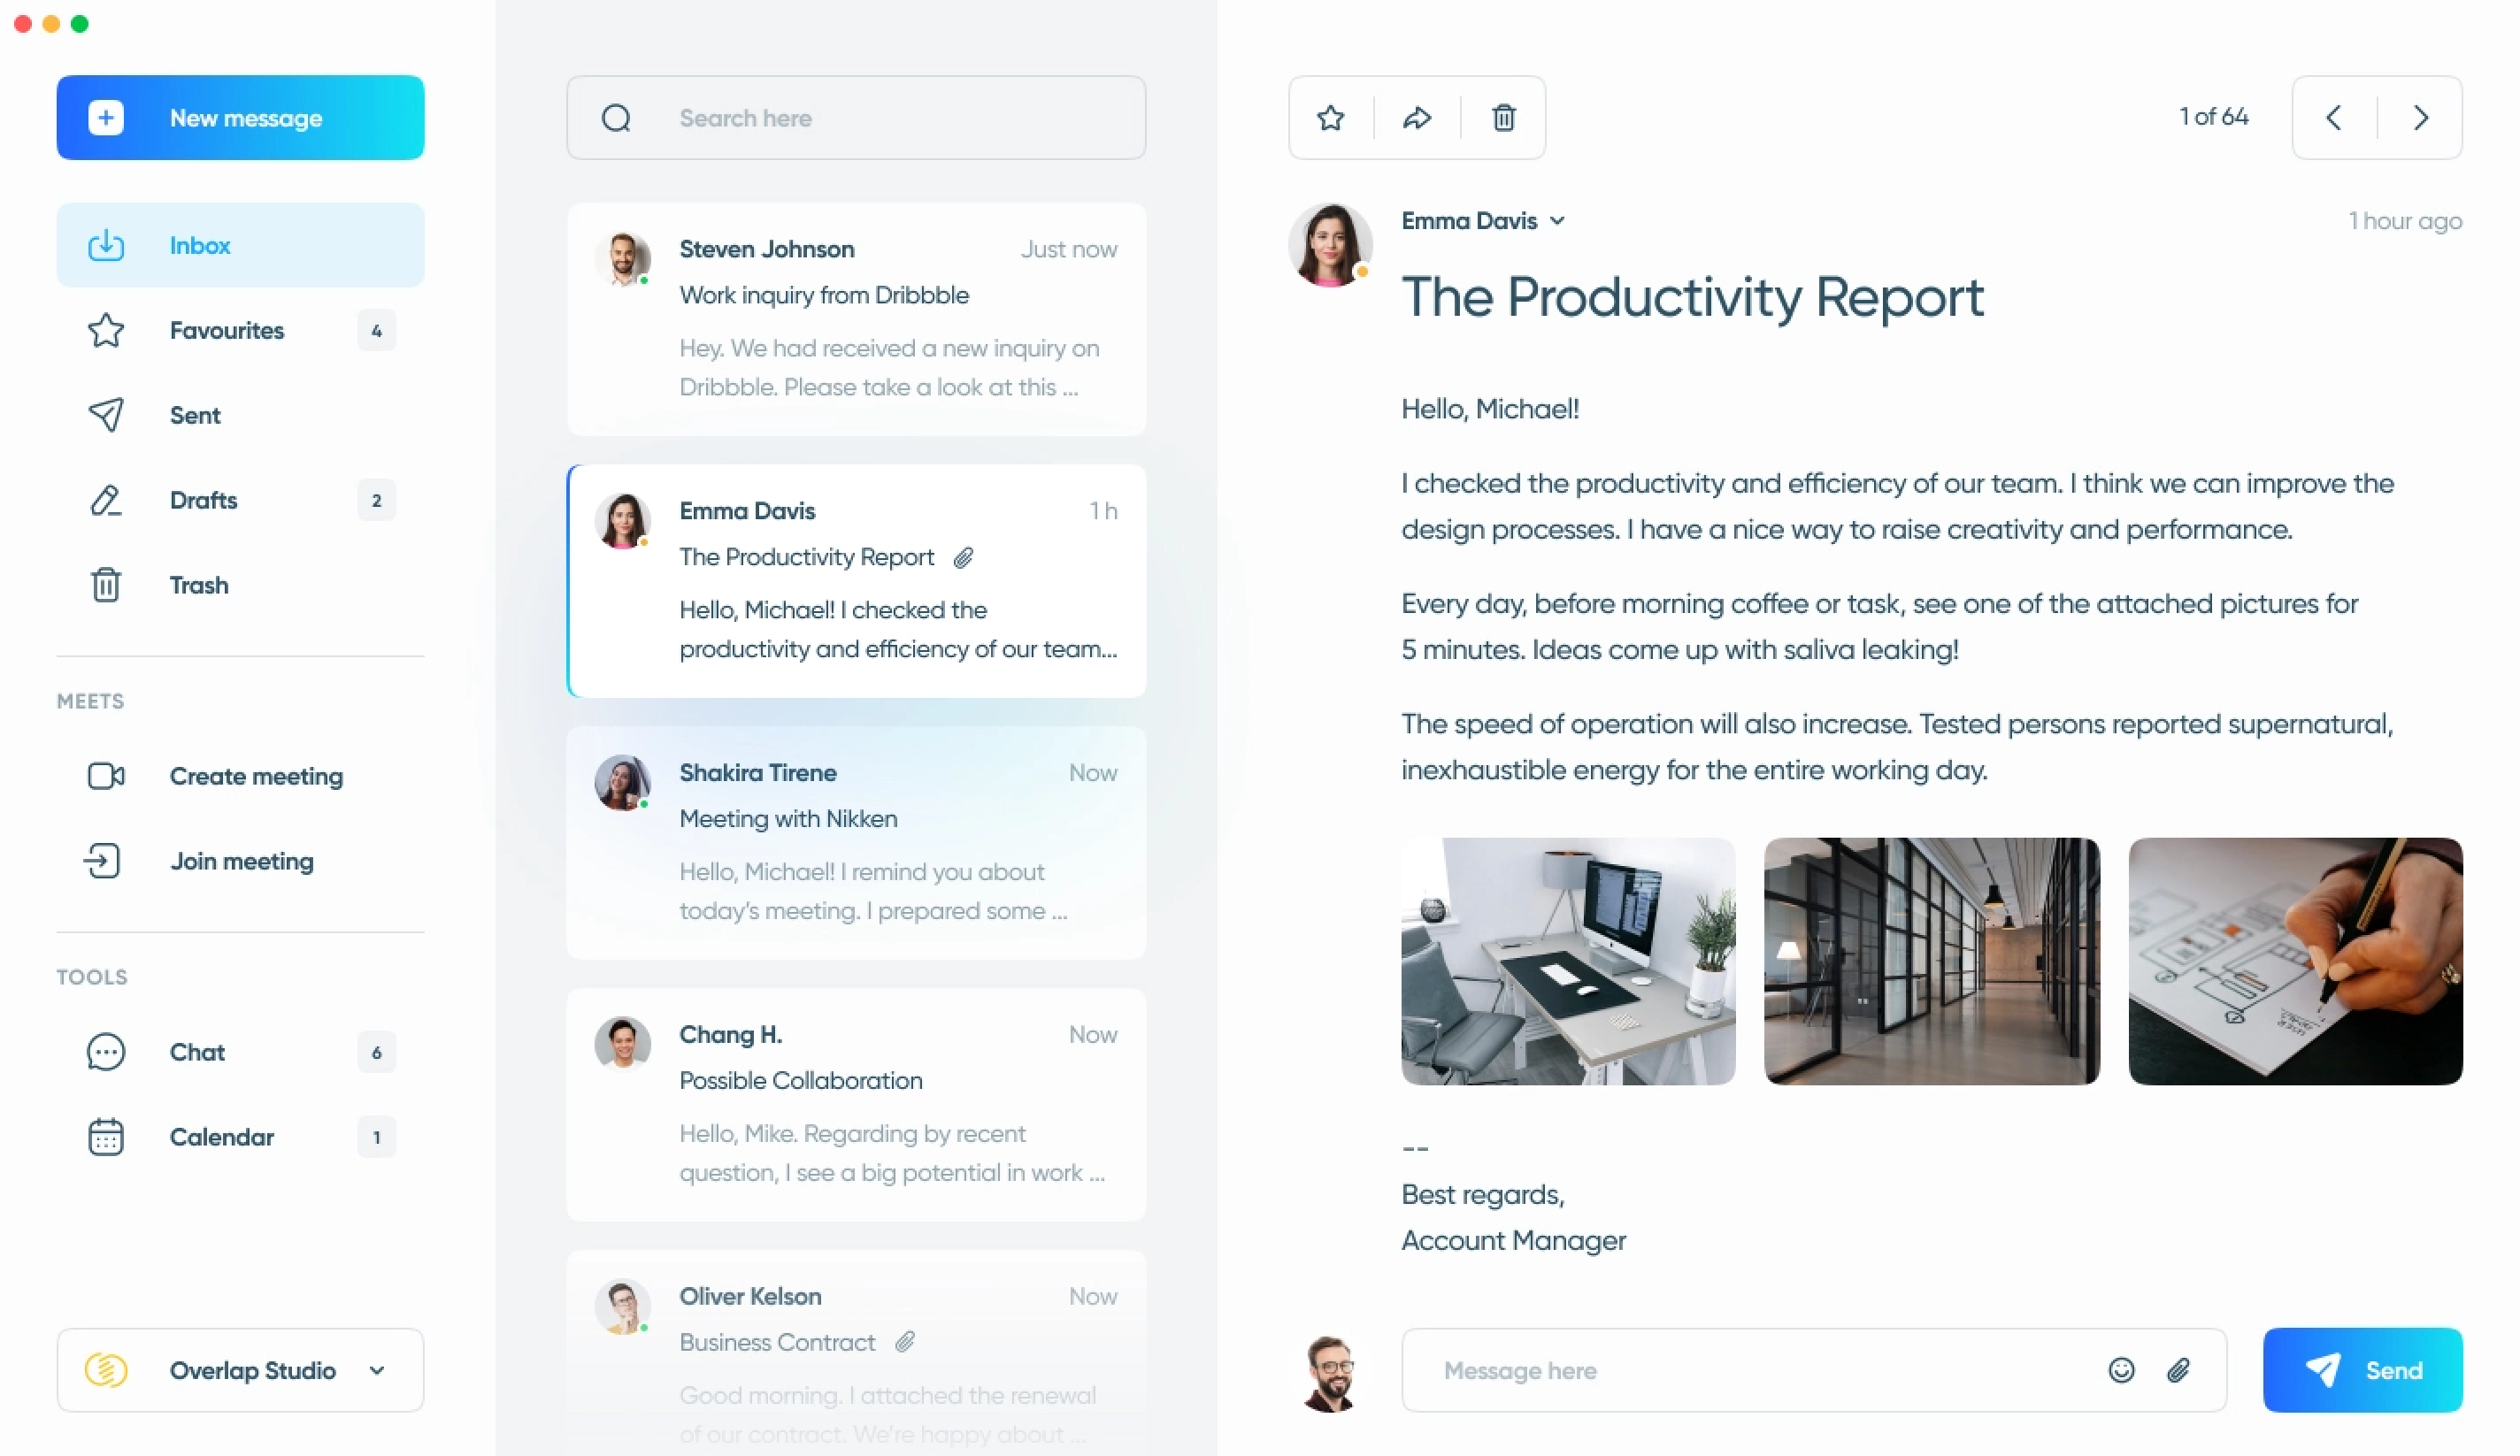 New message
Inbox
Favourites 4
Sent
Drafts 2
Trash
MEETS
Create meeting
Join meeting
TOOLS
Chat 6
Calendar 1
Overlap Studio
Search here
Steven Johnson Just now
Work inquiry from Dribbble
Hey. We had received a new inquiry on
Dribbble. Please take a look at this ...
Emma Davis 1 h
The Productivity Report
Hello, Michael! I checked the
productivity and efficiency of our team...
Shakira Tirene Now
Meeting with Nikken
Hello, Michael! I remind you about
today's meeting. I prepared some ...
Chang H. Now
Possible Collaboration
Hello, Mike. Regarding by recent
question, I see a big potential in work ...
Oliver Kelson Now
Business Contract
Good morning. I attached the renewal
of our contract. We're happy about ...
1 of 64
Emma Davis 1 hour ago
The Productivity Report
Hello, Michael!
I checked the productivity and efficiency of our team. I think we can improve the
design processes. I have a nice way to raise creativity and performance.
Every day, before morning coffee or task, see one of the attached pictures for
5 minutes. Ideas come up with saliva leaking!
The speed of operation will also increase. Tested persons reported supernatural,
inexhaustible energy for the entire working day.
--
Best regards,
Account Manager
Message here
Send